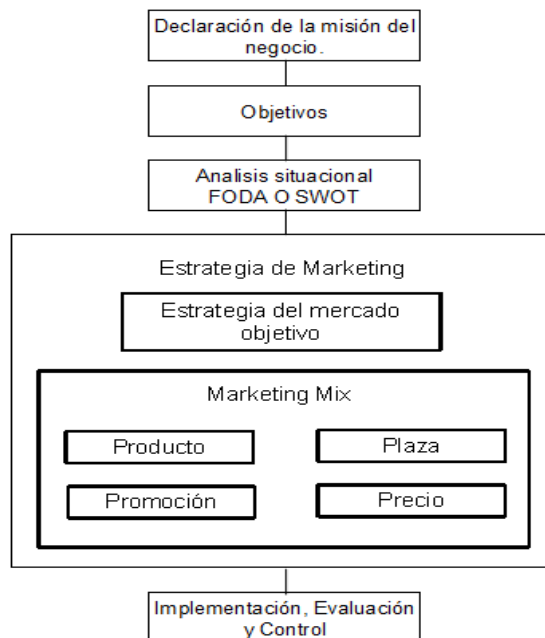 Declaración de la misión del
negocio.
Objetivos
Analisis situacional
FODA O SWOT
Estrategia de Marketing
Estrategia del mercado
objetivo
Marketing Mix
Producto
Plaza
Promoción
Precio
Implementación, Evaluación
y Control